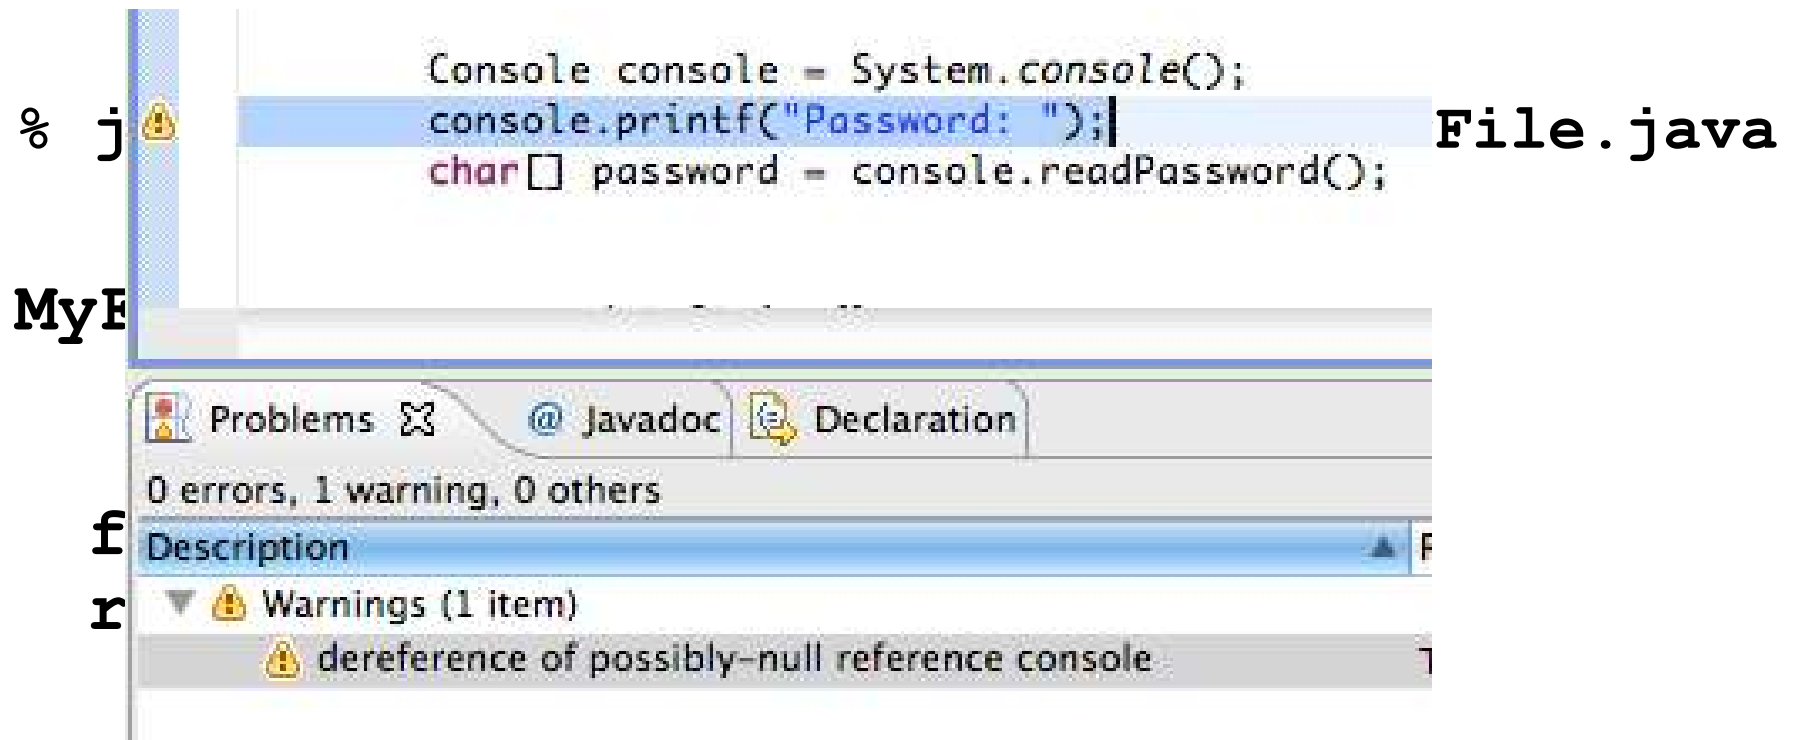 Console console = System.console();
% j console.printf("Password: "); File.java
char[] password = console.readPassword();
My
Problems @ Javadoc Declaration
0 errors, 1 warning, 0 others
f
Description
Warnings (1 item)
r
dereference of possibly-null reference console